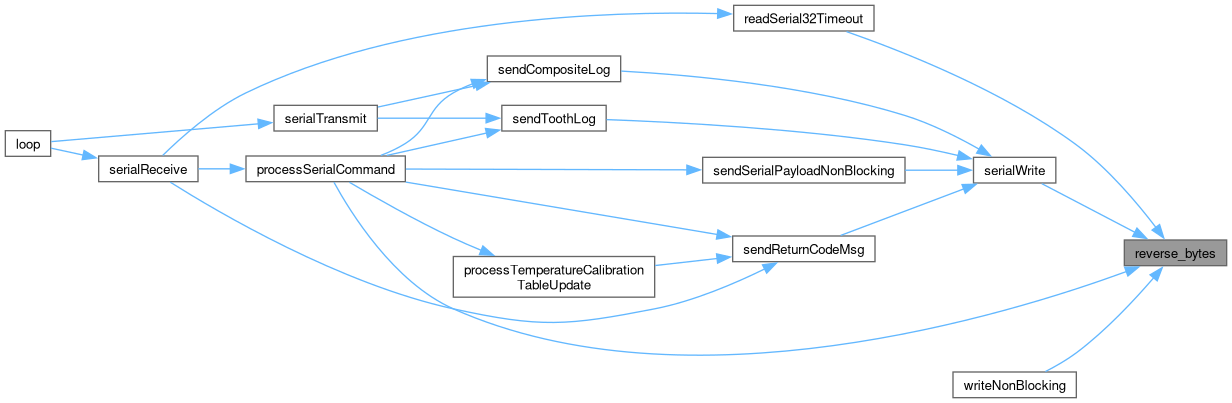 readSerial32Timeout
sendCompositeLog
serialTransmit
sendToothLog
loop
serialReceive
processSerialCommand
sendSerialPayloadNonBlocking
serialWrite
sendReturnCodeMsg
reverse_bytes
processTemperatureCalibration
TableUpdate
writeNonBlocking